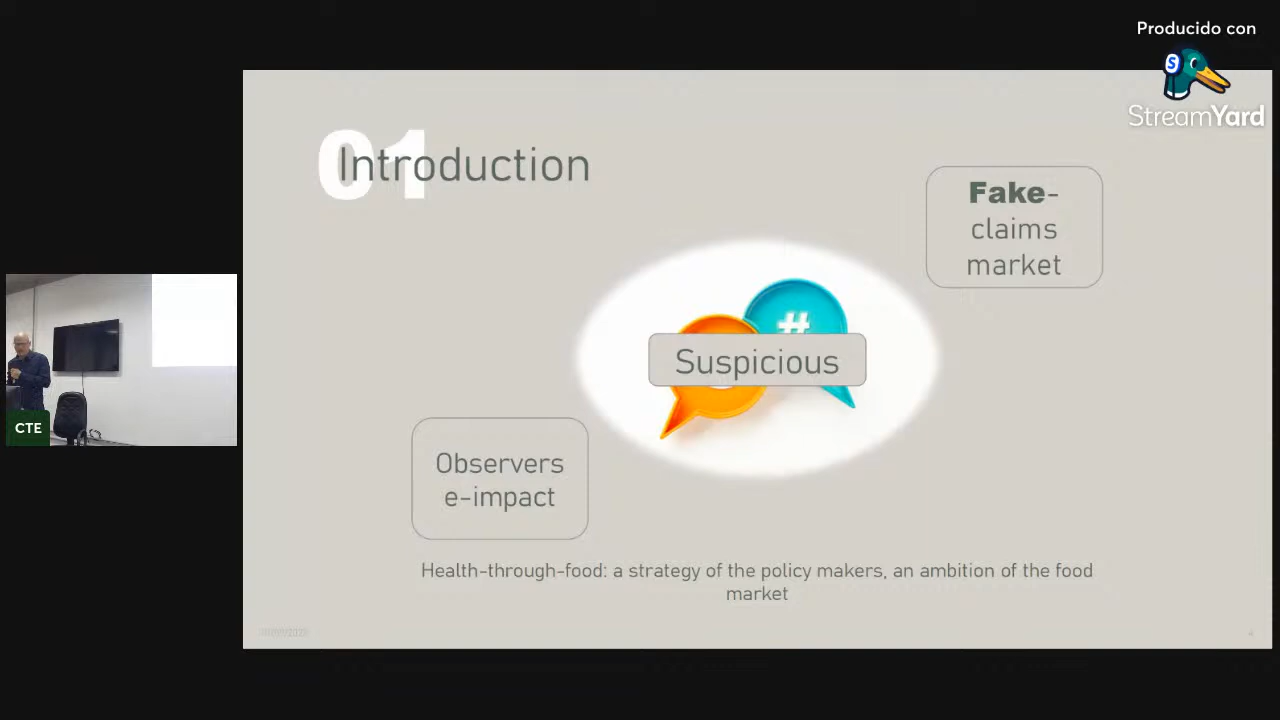 Producido con
StreamYard
01
Introduction
Fake-
claims
market
#
Suspicious
Observers
e-impact
CTE
Health-through-food: a strategy of the policy makers, an ambition of the food
market
4